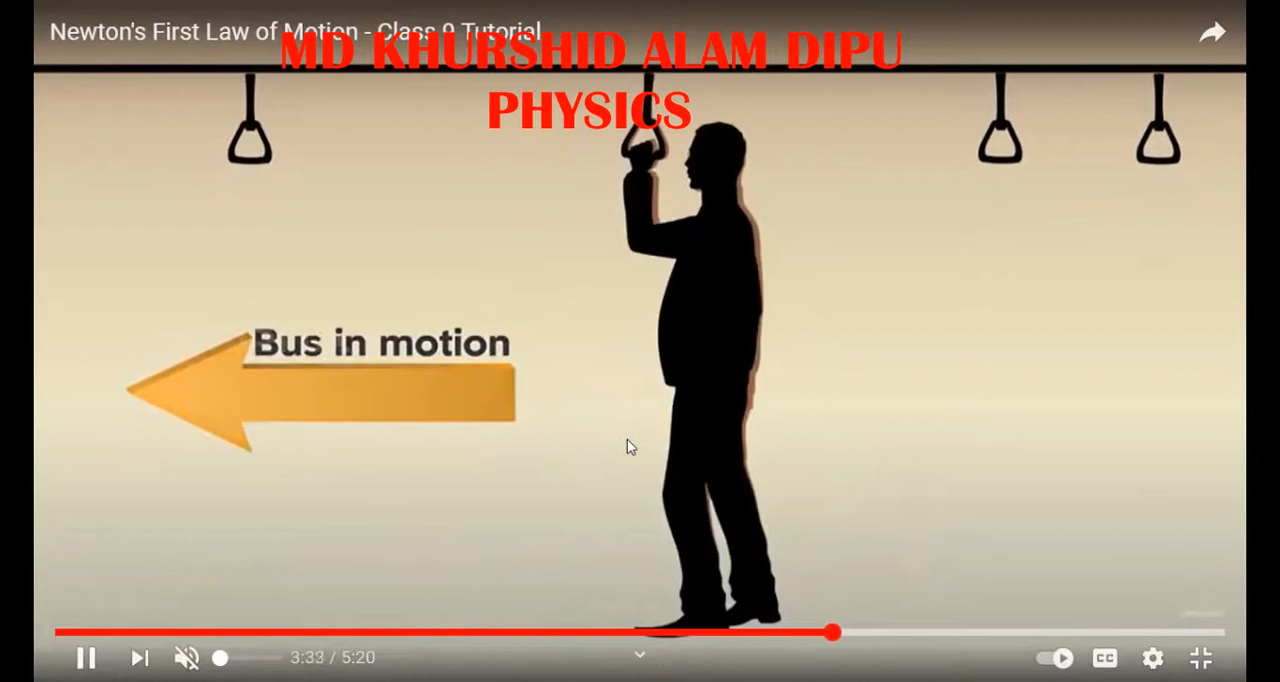 Newton's First Law of Motion - Class 9 Tutorial
MD KHURSHID ALAM DIPU
PHYSICS
Bus in motion
3:33 / 5:20
CC